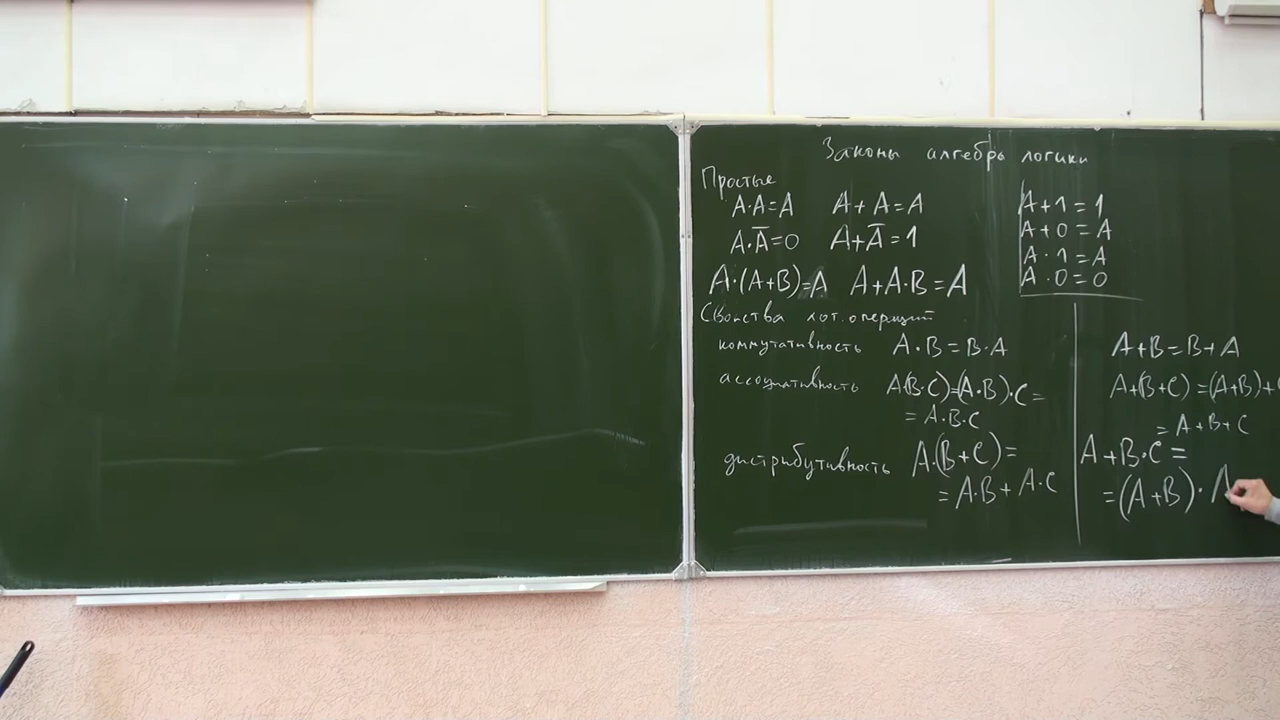 Законы алгебры логики
Простые
A·A=A A+A=A
A·A̅=0 A+A̅=1
A·(A+B)=A A+A·B=A
A+1=1
A+0=A
A·1=A
A·0=0
Свойства лог. операций
коммутативность A·B=B·A A+B=B+A
ассоциативность A(B·C)=(A·B)·C= A+(B+C)=(A+B)+
=A·B·C =A+B+C
дистрибутивность A·(B+C)= A+B·C=
=A·B+A·C =(A+B)·A